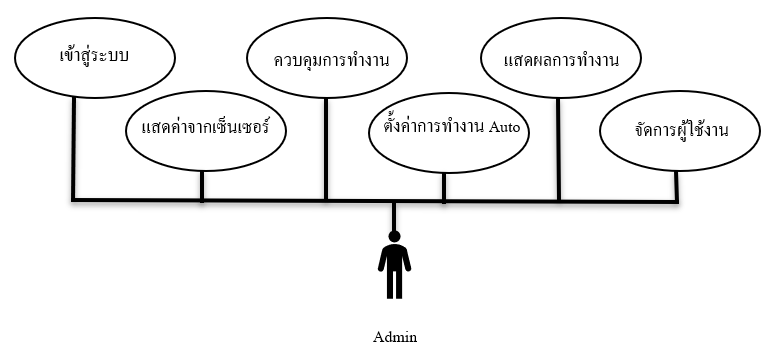 เข้าสู่ระบบ
ควบคุมการทำงาน
แสดผลการทำงาน
แสดค่าจากเซ็นเซอร์
ตั้งค่าการทำงาน Auto
จัดการผู้ใช้งาน
Admin